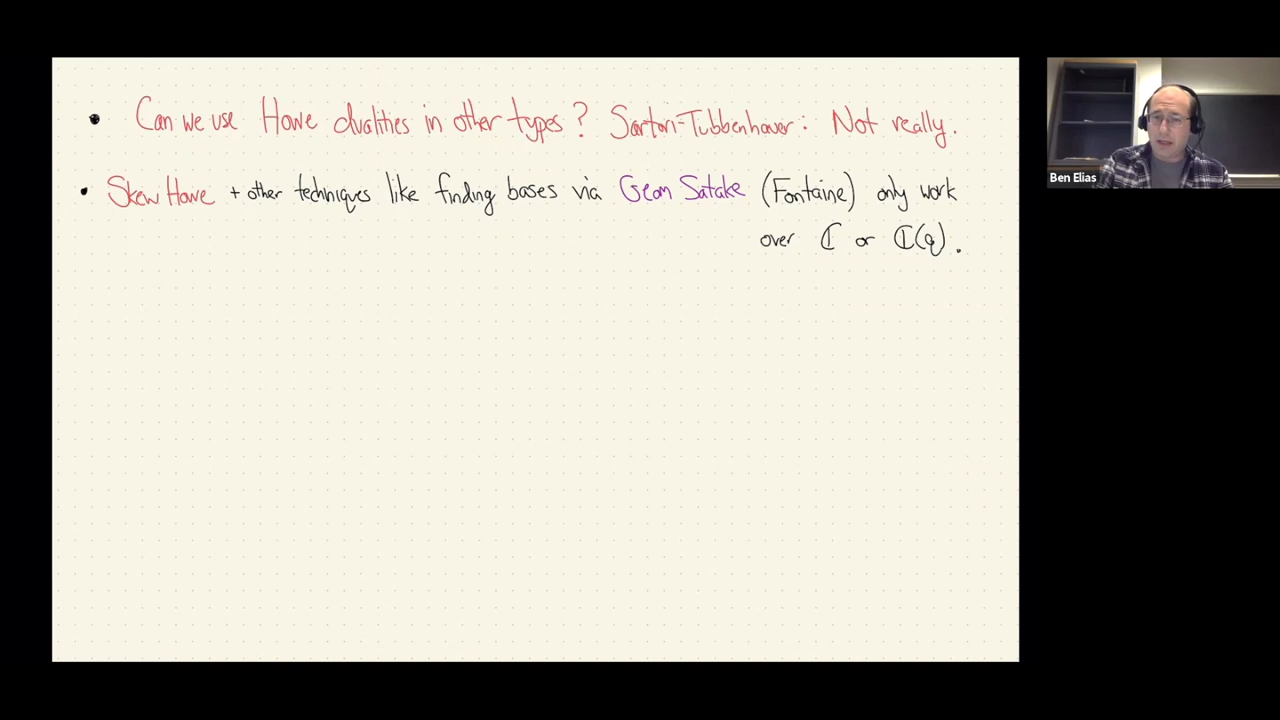 • Can we use Howe dualities in other types? Sartori-Tubbenhauer: Not really.
• Skew Howe + other techniques like finding bases via Geom Satake (Fontaine) only work
over ℂ or ℂ(q).
Ben Elias